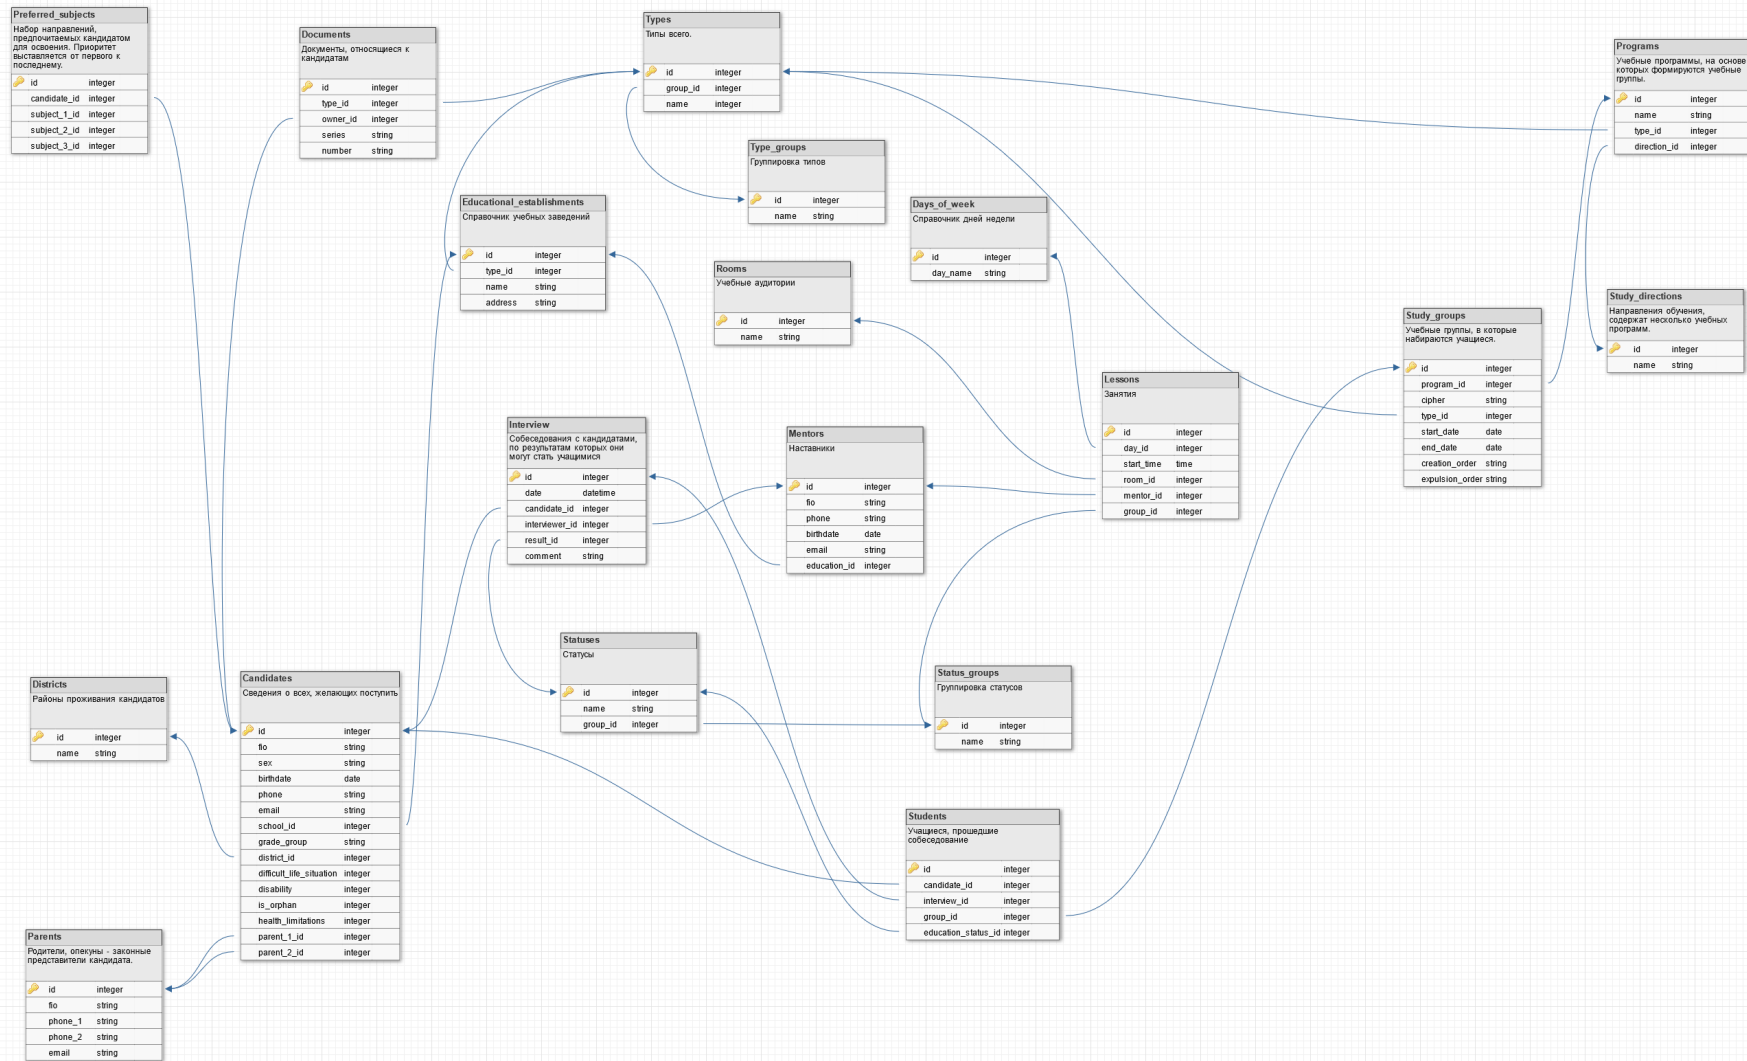 Preferred_subjects
Набор направлений,
предпочитаемых кандидатом
для освоения. Приоритет
выставляется от первого к
последнему.
id integer
candidate_id integer
subject_1_id integer
subject_2_id integer
subject_3_id integer
Documents
Документы, относящиеся к
кандидатам
id integer
type_id integer
owner_id integer
series string
number string
Types
Типы всего.
id integer
group_id integer
name integer
Programs
Учебные программы, на основе
которых формируются учебные
группы.
id integer
name string
type_id integer
direction_id integer
Type_groups
Группировка типов
id integer
name string
Educational_establishments
Справочник учебных заведений
id integer
type_id integer
name string
address string
Days_of_week
Справочник дней недели
id integer
day_name string
Rooms
Учебные аудитории
id integer
name string
Study_directions
Направления обучения,
содержат несколько учебных
программ.
id integer
name string
Study_groups
Учебные группы, в которые
набираются учащиеся.
id integer
program_id integer
cipher string
type_id integer
start_date date
end_date date
creation_order string
expulsion_order string
Lessons
Занятия
id integer
day_id integer
start_time time
room_id integer
mentor_id integer
group_id integer
Interview
Собеседования с кандидатами,
по результатам которых они
могут стать учащимися
id integer
date datetime
candidate_id integer
interviewer_id integer
result_id integer
comment string
Mentors
Наставники
id integer
fio string
phone string
birthdate date
email string
education_id integer
Statuses
Статусы
id integer
name string
group_id integer
Status_groups
Группировка статусов
id integer
name string
Districts
Районы проживания кандидатов
id integer
name string
Candidates
Сведения о всех, желающих поступить
id integer
fio string
sex string
birthdate date
phone string
email string
school_id integer
grade_group string
district_id integer
difficult_life_situation integer
disability integer
is_orphan integer
health_limitations integer
parent_1_id integer
parent_2_id integer
Students
Учащиеся, прошедшие
собеседование
id integer
candidate_id integer
interview_id integer
group_id integer
education_status_id integer
Parents
Родители, опекуны - законные
представители кандидата.
id integer
fio string
phone_1 string
phone_2 string
email string